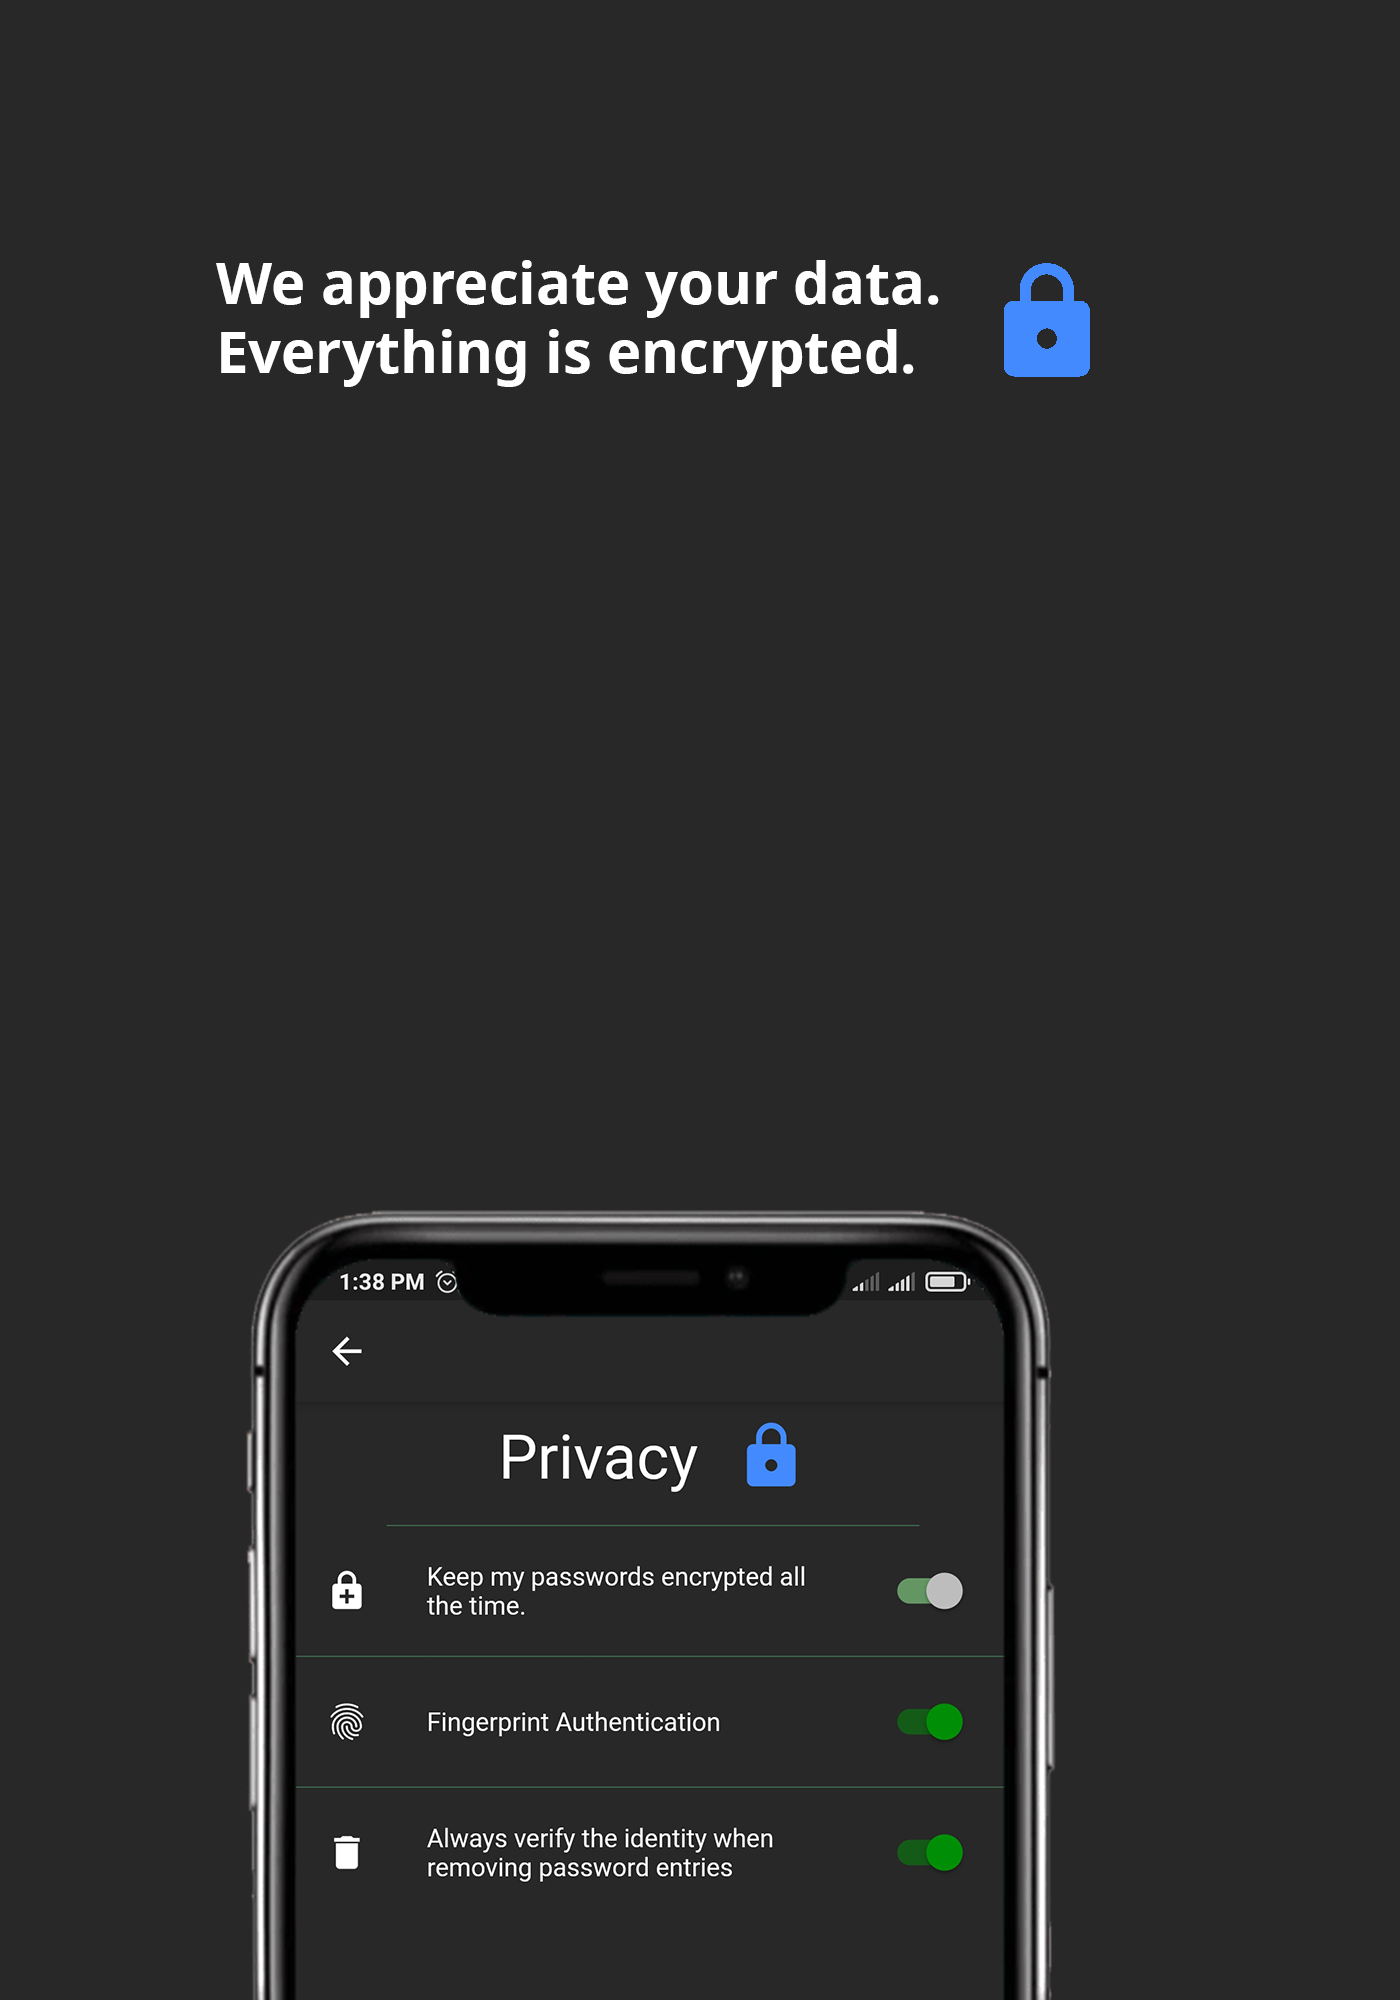 We appreciate your data.
Everything is encrypted.
1:38 PM
Privacy
Keep my passwords encrypted all
the time.
Fingerprint Authentication
Always verify the identity when
removing password entries